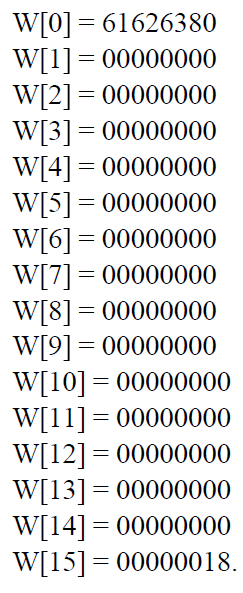 W[0] = 61626380
W[1] = 00000000
W[2] = 00000000
W[3] = 00000000
W[4] = 00000000
W[5] = 00000000
W[6] = 00000000
W[7] = 00000000
W[8] = 00000000
W[9] = 00000000
W[10] = 00000000
W[11] = 00000000
W[12] = 00000000
W[13] = 00000000
W[14] = 00000000
W[15] = 00000018.